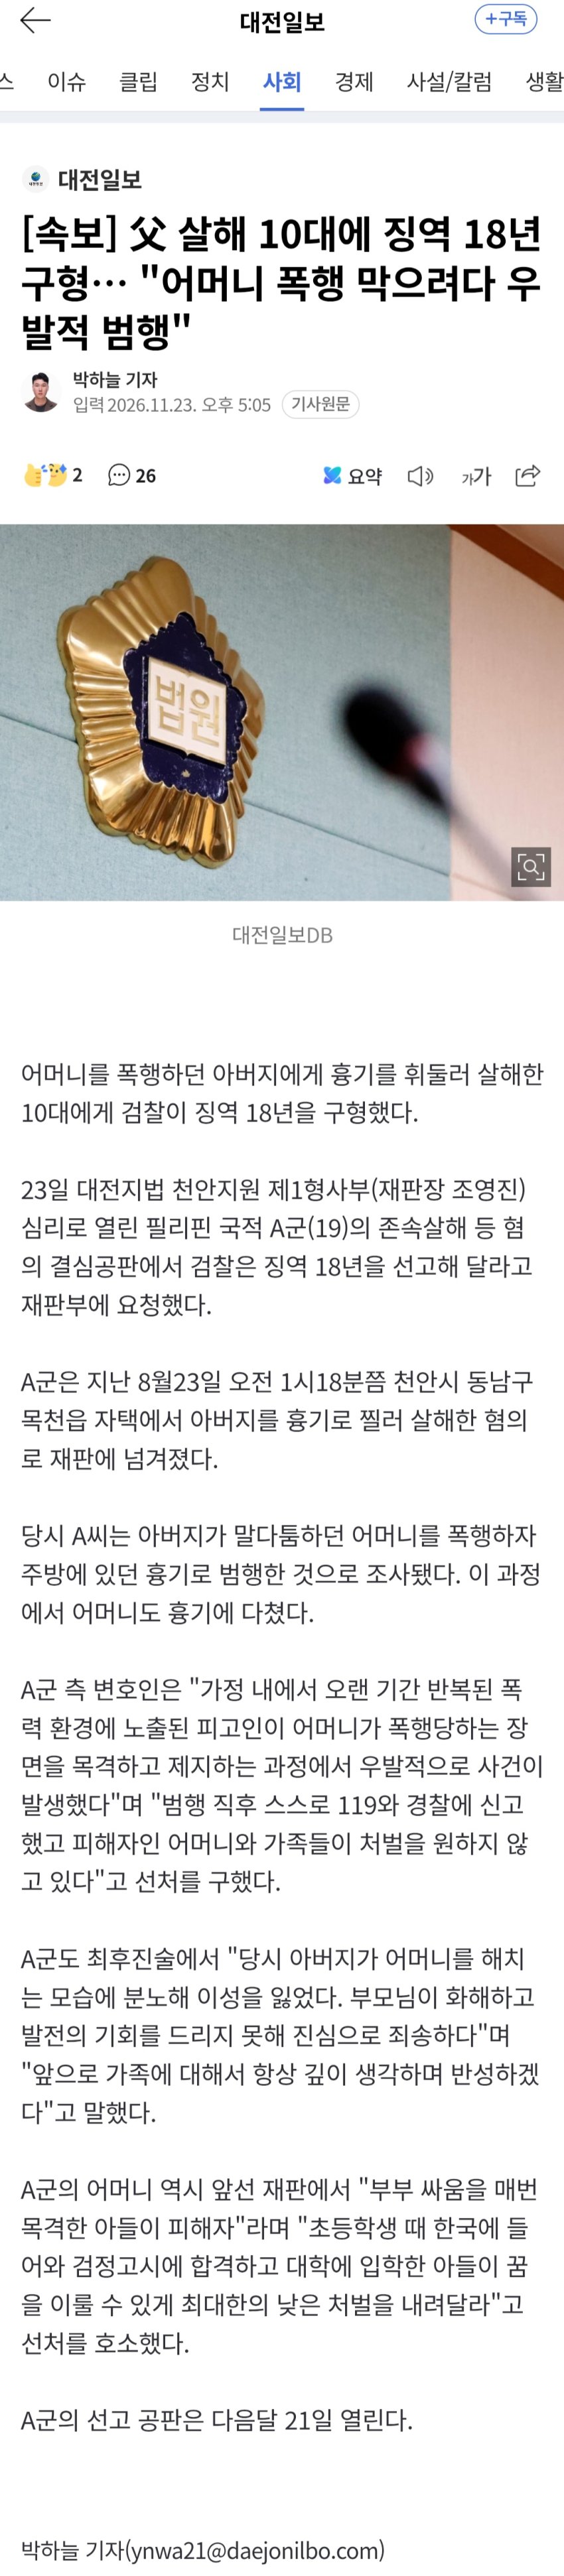 대전일보
+구독
스 이슈 클립 정치 사회 경제 사설/칼럼 생활
대전일보
[속보] 父 살해 10대에 징역 18년
구형… "어머니 폭행 막으려다 우
발적 범행"
박하늘 기자
입력 2026.11.23. 오후 5:05 기사원문
2 26 요약 가가
법원
대전일보DB
어머니를 폭행하던 아버지에게 흉기를 휘둘러 살해한
10대에게 검찰이 징역 18년을 구형했다.
23일 대전지법 천안지원 제1형사부(재판장 조영진)
심리로 열린 필리핀 국적 A군(19)의 존속살해 등 혐
의 결심공판에서 검찰은 징역 18년을 선고해 달라고
재판부에 요청했다.
A군은 지난 8월23일 오전 1시18분쯤 천안시 동남구
목천읍 자택에서 아버지를 흉기로 찔러 살해한 혐의
로 재판에 넘겨졌다.
당시 A씨는 아버지가 말다툼하던 어머니를 폭행하자
주방에 있던 흉기로 범행한 것으로 조사됐다. 이 과정
에서 어머니도 흉기에 다쳤다.
A군 측 변호인은 "가정 내에서 오랜 기간 반복된 폭
력 환경에 노출된 피고인이 어머니가 폭행당하는 장
면을 목격하고 제지하는 과정에서 우발적으로 사건이
발생했다"며 "범행 직후 스스로 119와 경찰에 신고
했고 피해자인 어머니와 가족들이 처벌을 원하지 않
고 있다"고 선처를 구했다.
A군도 최후진술에서 "당시 아버지가 어머니를 해치
는 모습에 분노해 이성을 잃었다. 부모님이 화해하고
발전의 기회를 드리지 못해 진심으로 죄송하다"며
"앞으로 가족에 대해서 항상 깊이 생각하며 반성하겠
다"고 말했다.
A군의 어머니 역시 앞선 재판에서 "부부 싸움을 매번
목격한 아들이 피해자"라며 "초등학생 때 한국에 들
어와 검정고시에 합격하고 대학에 입학한 아들이 꿈
을 이룰 수 있게 최대한의 낮은 처벌을 내려달라"고
선처를 호소했다.
A군의 선고 공판은 다음달 21일 열린다.
박하늘 기자(ynwa21@daejonilbo.com)